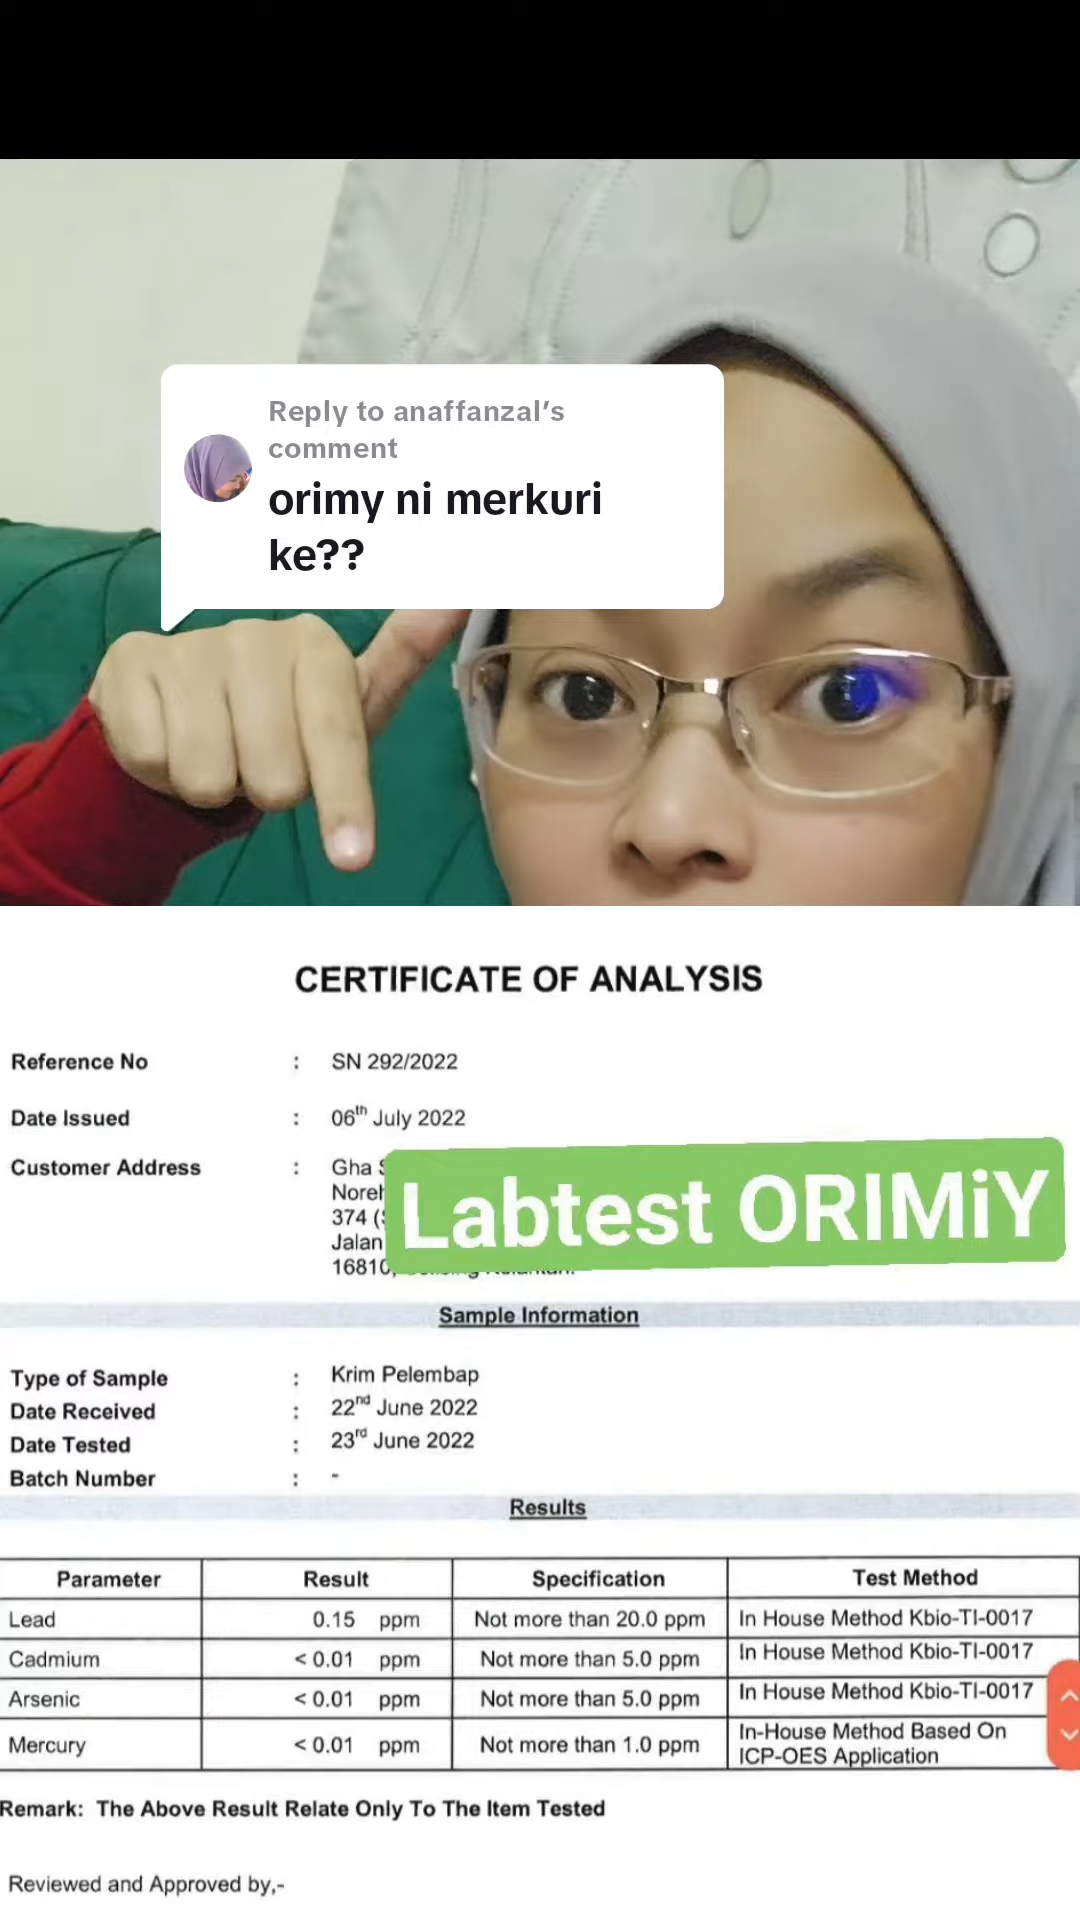 Reply to anaffanzal's
comment
orimy ni merkuri
ke??
CERTIFICATE OF ANALYSIS
Reference No : SN 292/2022
Date Issued : 06th July 2022
Customer Address : Gha
374
Jalan
16810,
Labtest ORIMiY
Sample Information
Type of Sample : Krim Pelembap
Date Received : 22nd June 2022
Date Tested : 23rd June 2022
Batch Number : -
Results
Parameter Result Specification Test Method
Lead 0.15 ppm Not more than 20.0 ppm In House Method Kbio-TI-0017
Cadmium < 0.01 ppm Not more than 5.0 ppm In House Method Kbio-TI-0017
Arsenic < 0.01 ppm Not more than 5.0 ppm In House Method Kbio-TI-0017
Mercury < 0.01 ppm Not more than 1.0 ppm In-House Method Based On
ICP-OES Application
Remark: The Above Result Relate Only To The Item Tested
Reviewed and Approved by,-